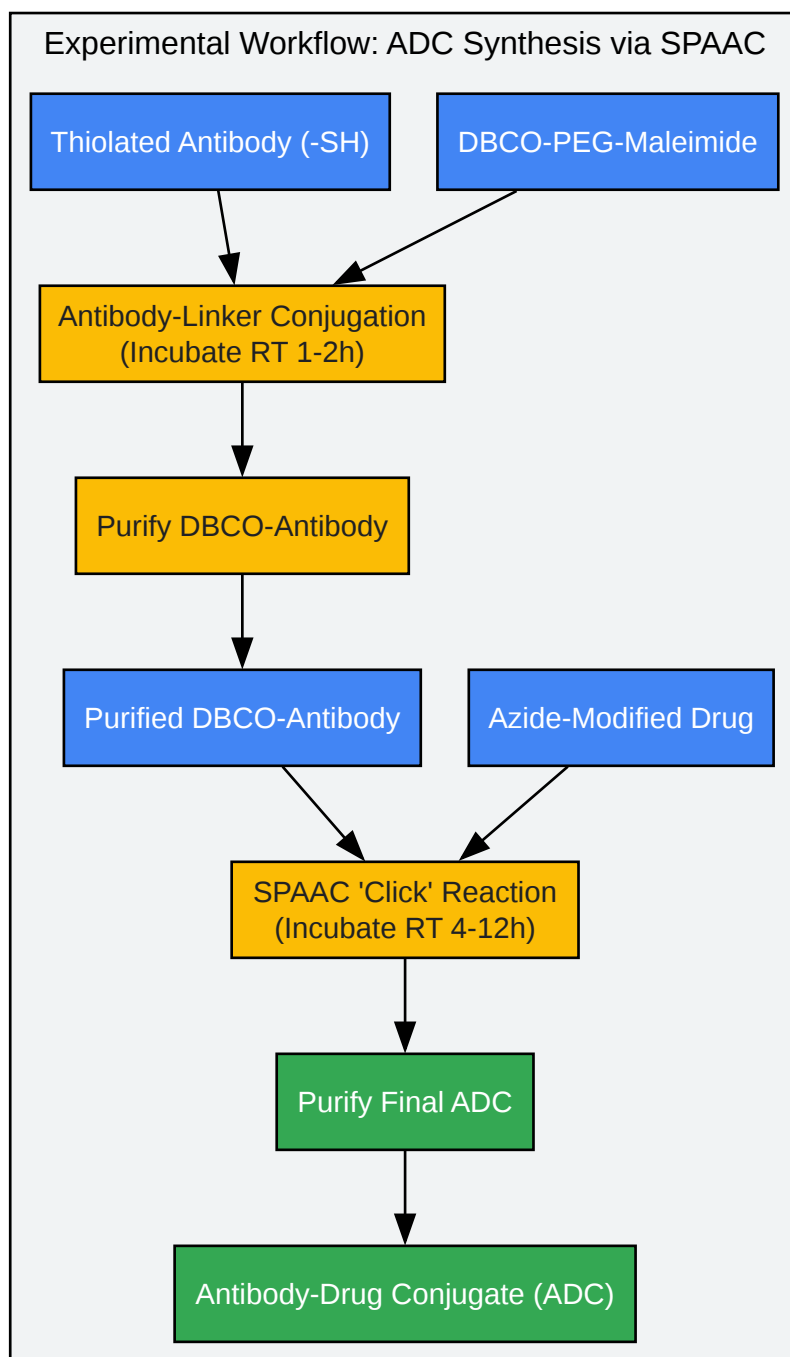 Experimental Workflow: ADC Synthesis via SPAAC
Thiolated Antibody (-SH)
DBCO-PEG-Maleimide
Antibody-Linker Conjugation
(Incubate RT 1-2h)
Purify DBCO-Antibody
Purified DBCO-Antibody
Azide-Modified Drug
SPAAC 'Click' Reaction
(Incubate RT 4-12h)
Purify Final ADC
Antibody-Drug Conjugate (ADC)